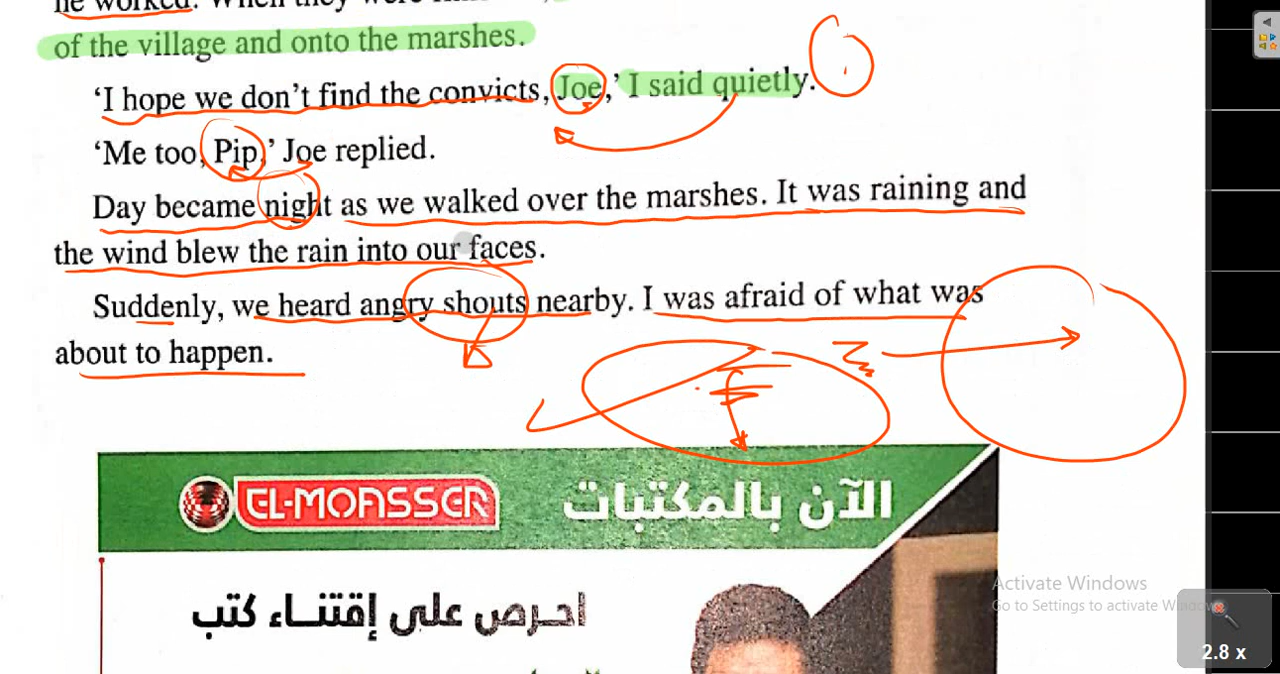 he worked.
of the village and onto the marshes.
‘I hope we don’t find the convicts, Joe,’ I said quietly.
‘Me too, Pip,’ Joe replied.
Day became night as we walked over the marshes. It was raining and
the wind blew the rain into our faces.
Suddenly, we heard angry shouts nearby. I was afraid of what was
about to happen.
EL-MOASSER
الآن بالمكتبات
احرص على إقتناء كتب
Activate Windows
Go to Settings to activate Windows
2.8 x